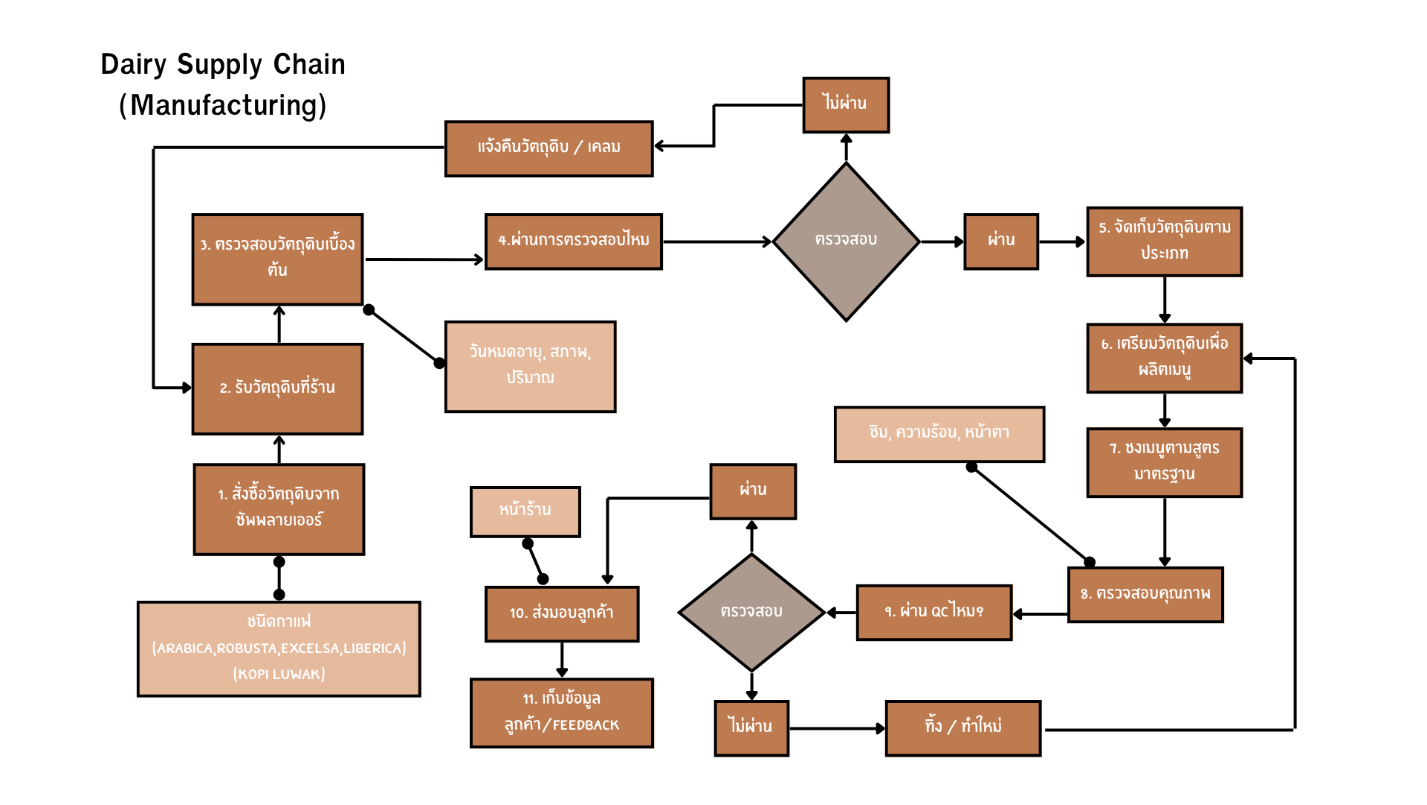 Dairy Supply Chain
(Manufacturing)
ไม่ผ่าน
แจ้งคืนวัตถุดิบ / เคลม
3. ตรวจสอบวัตถุดิบเบื้อง
ต้น
4.ผ่านการตรวจสอบไหม
ตรวจสอบ
ผ่าน
5. จัดเก็บวัตถุดิบตาม
ประเภท
วันหมดอายุ, สภาพ,
ปริมาณ
6. เตรียมวัตถุดิบเพื่อ
ผลิตเมนู
2. รับวัตถุดิบที่ร้าน
ชิม, ความร้อน, หน้าตา
7. ชงเมนูตามสูตร
มาตรฐาน
1. สั่งซื้อวัตถุดิบจาก
ซัพพลายเออร์
หน้าร้าน
ผ่าน
8. ตรวจสอบคุณภาพ
9. ผ่าน QC ไหม?
ตรวจสอบ
10. ส่งมอบลูกค้า
ชนิดกาแฟ
(ARABICA,ROBUSTA,EXCELSA,LIBERICA)
(KOPI LUWAK)
11. เก็บข้อมูล
ลูกค้า/FEEDBACK
ไม่ผ่าน
ทิ้ง / ทำใหม่